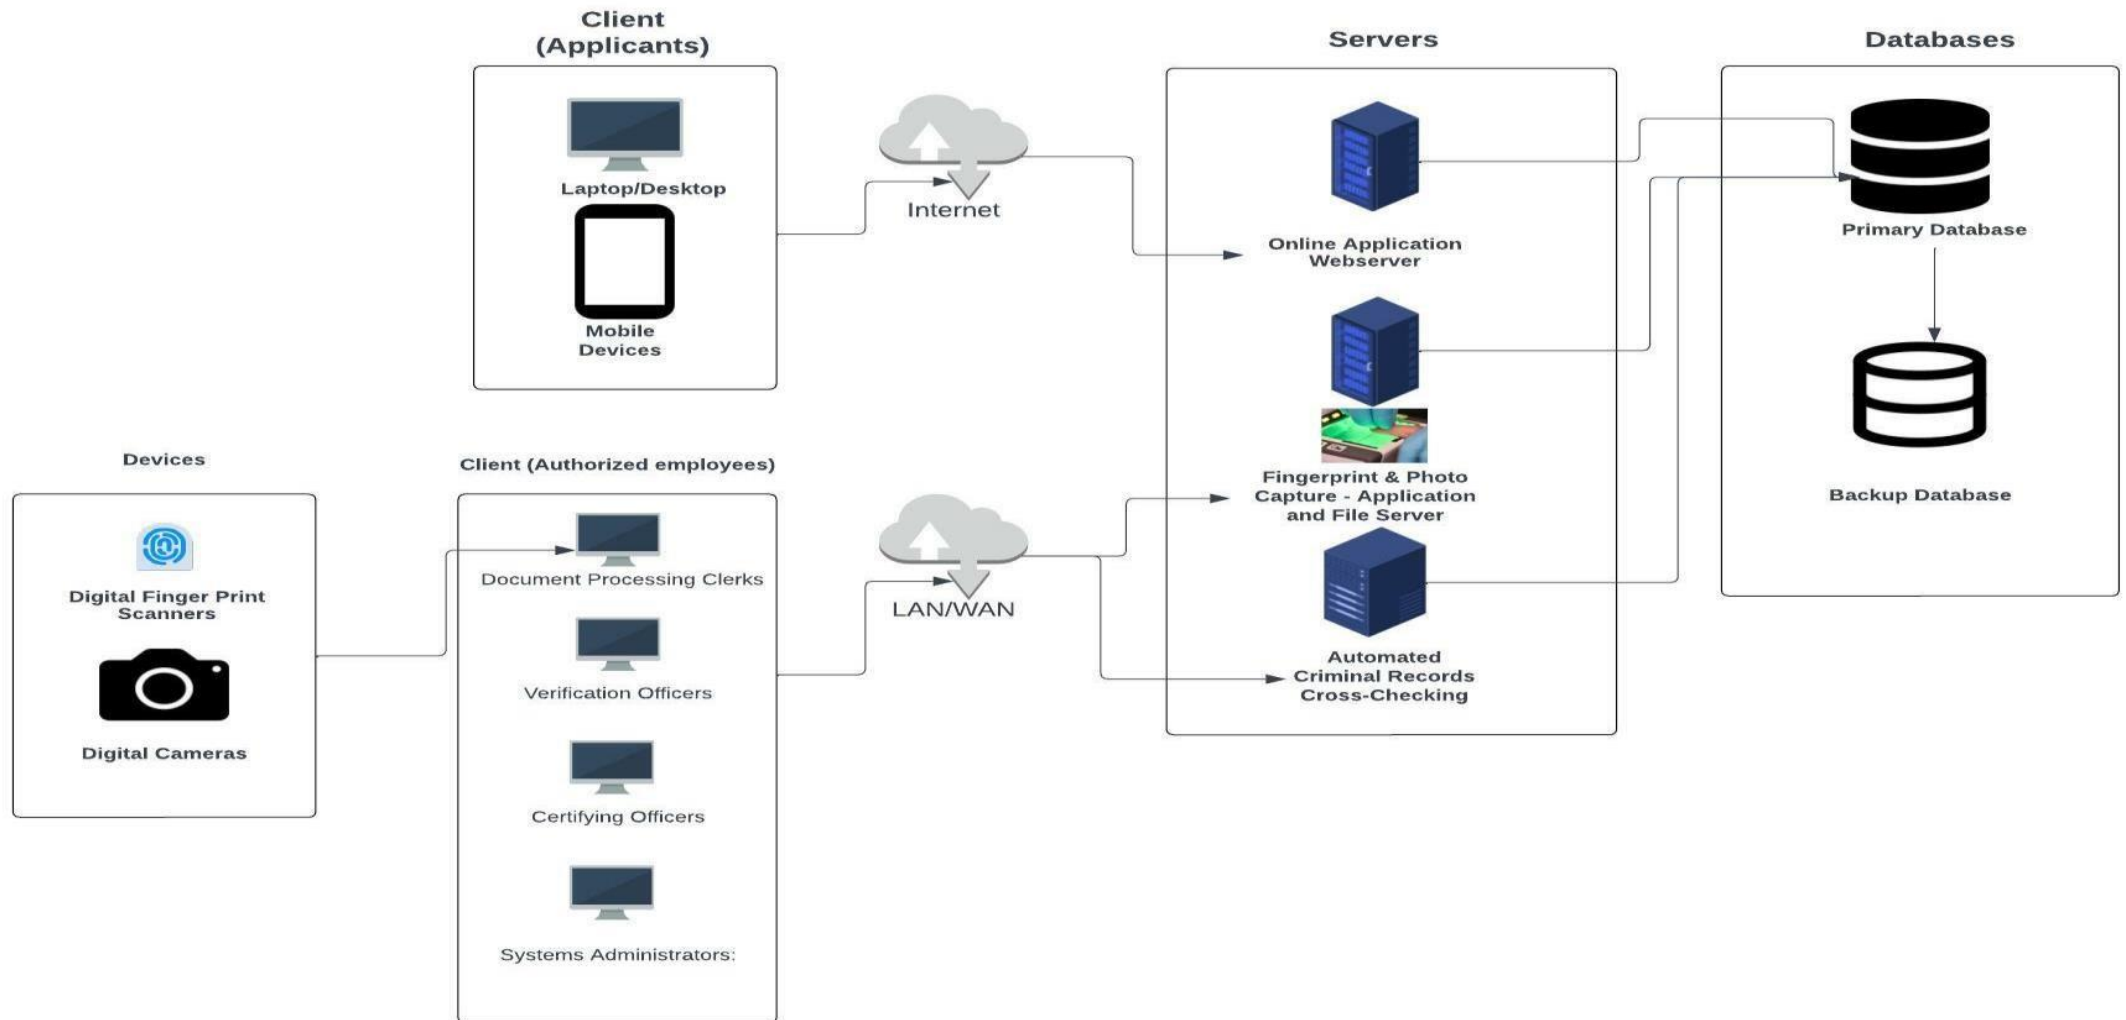 Client
(Applicants)
Laptop/Desktop
Mobile
Devices
Internet
Servers
Online Application
Webserver
Fingerprint & Photo
Capture - Application
and File Server
Automated
Criminal Records
Cross-Checking
Databases
Primary Database
Backup Database
Devices
Digital Finger Print
Scanners
Digital Cameras
Client (Authorized employees)
Document Processing Clerks
Verification Officers
Certifying Officers
Systems Administrators:
LAN/WAN